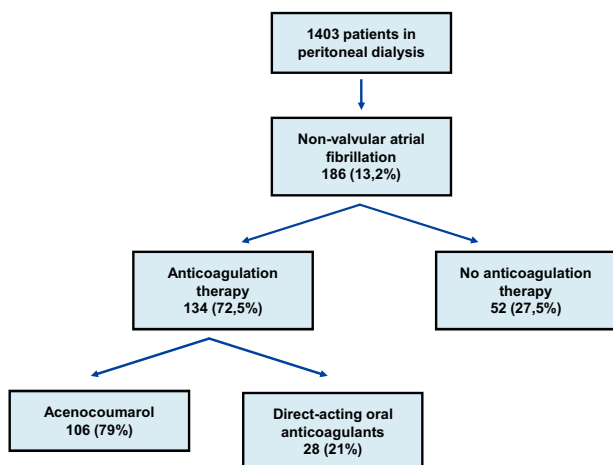 1403 patients in
peritoneal dialysis
Non-valvular atrial
fibrillation
186 (13,2%)
Anticoagulation
therapy
134 (72,5%)
No anticoagulation
therapy
52 (27,5%)
Acenocoumarol
106 (79%)
Direct-acting oral
anticoagulants
28 (21%)